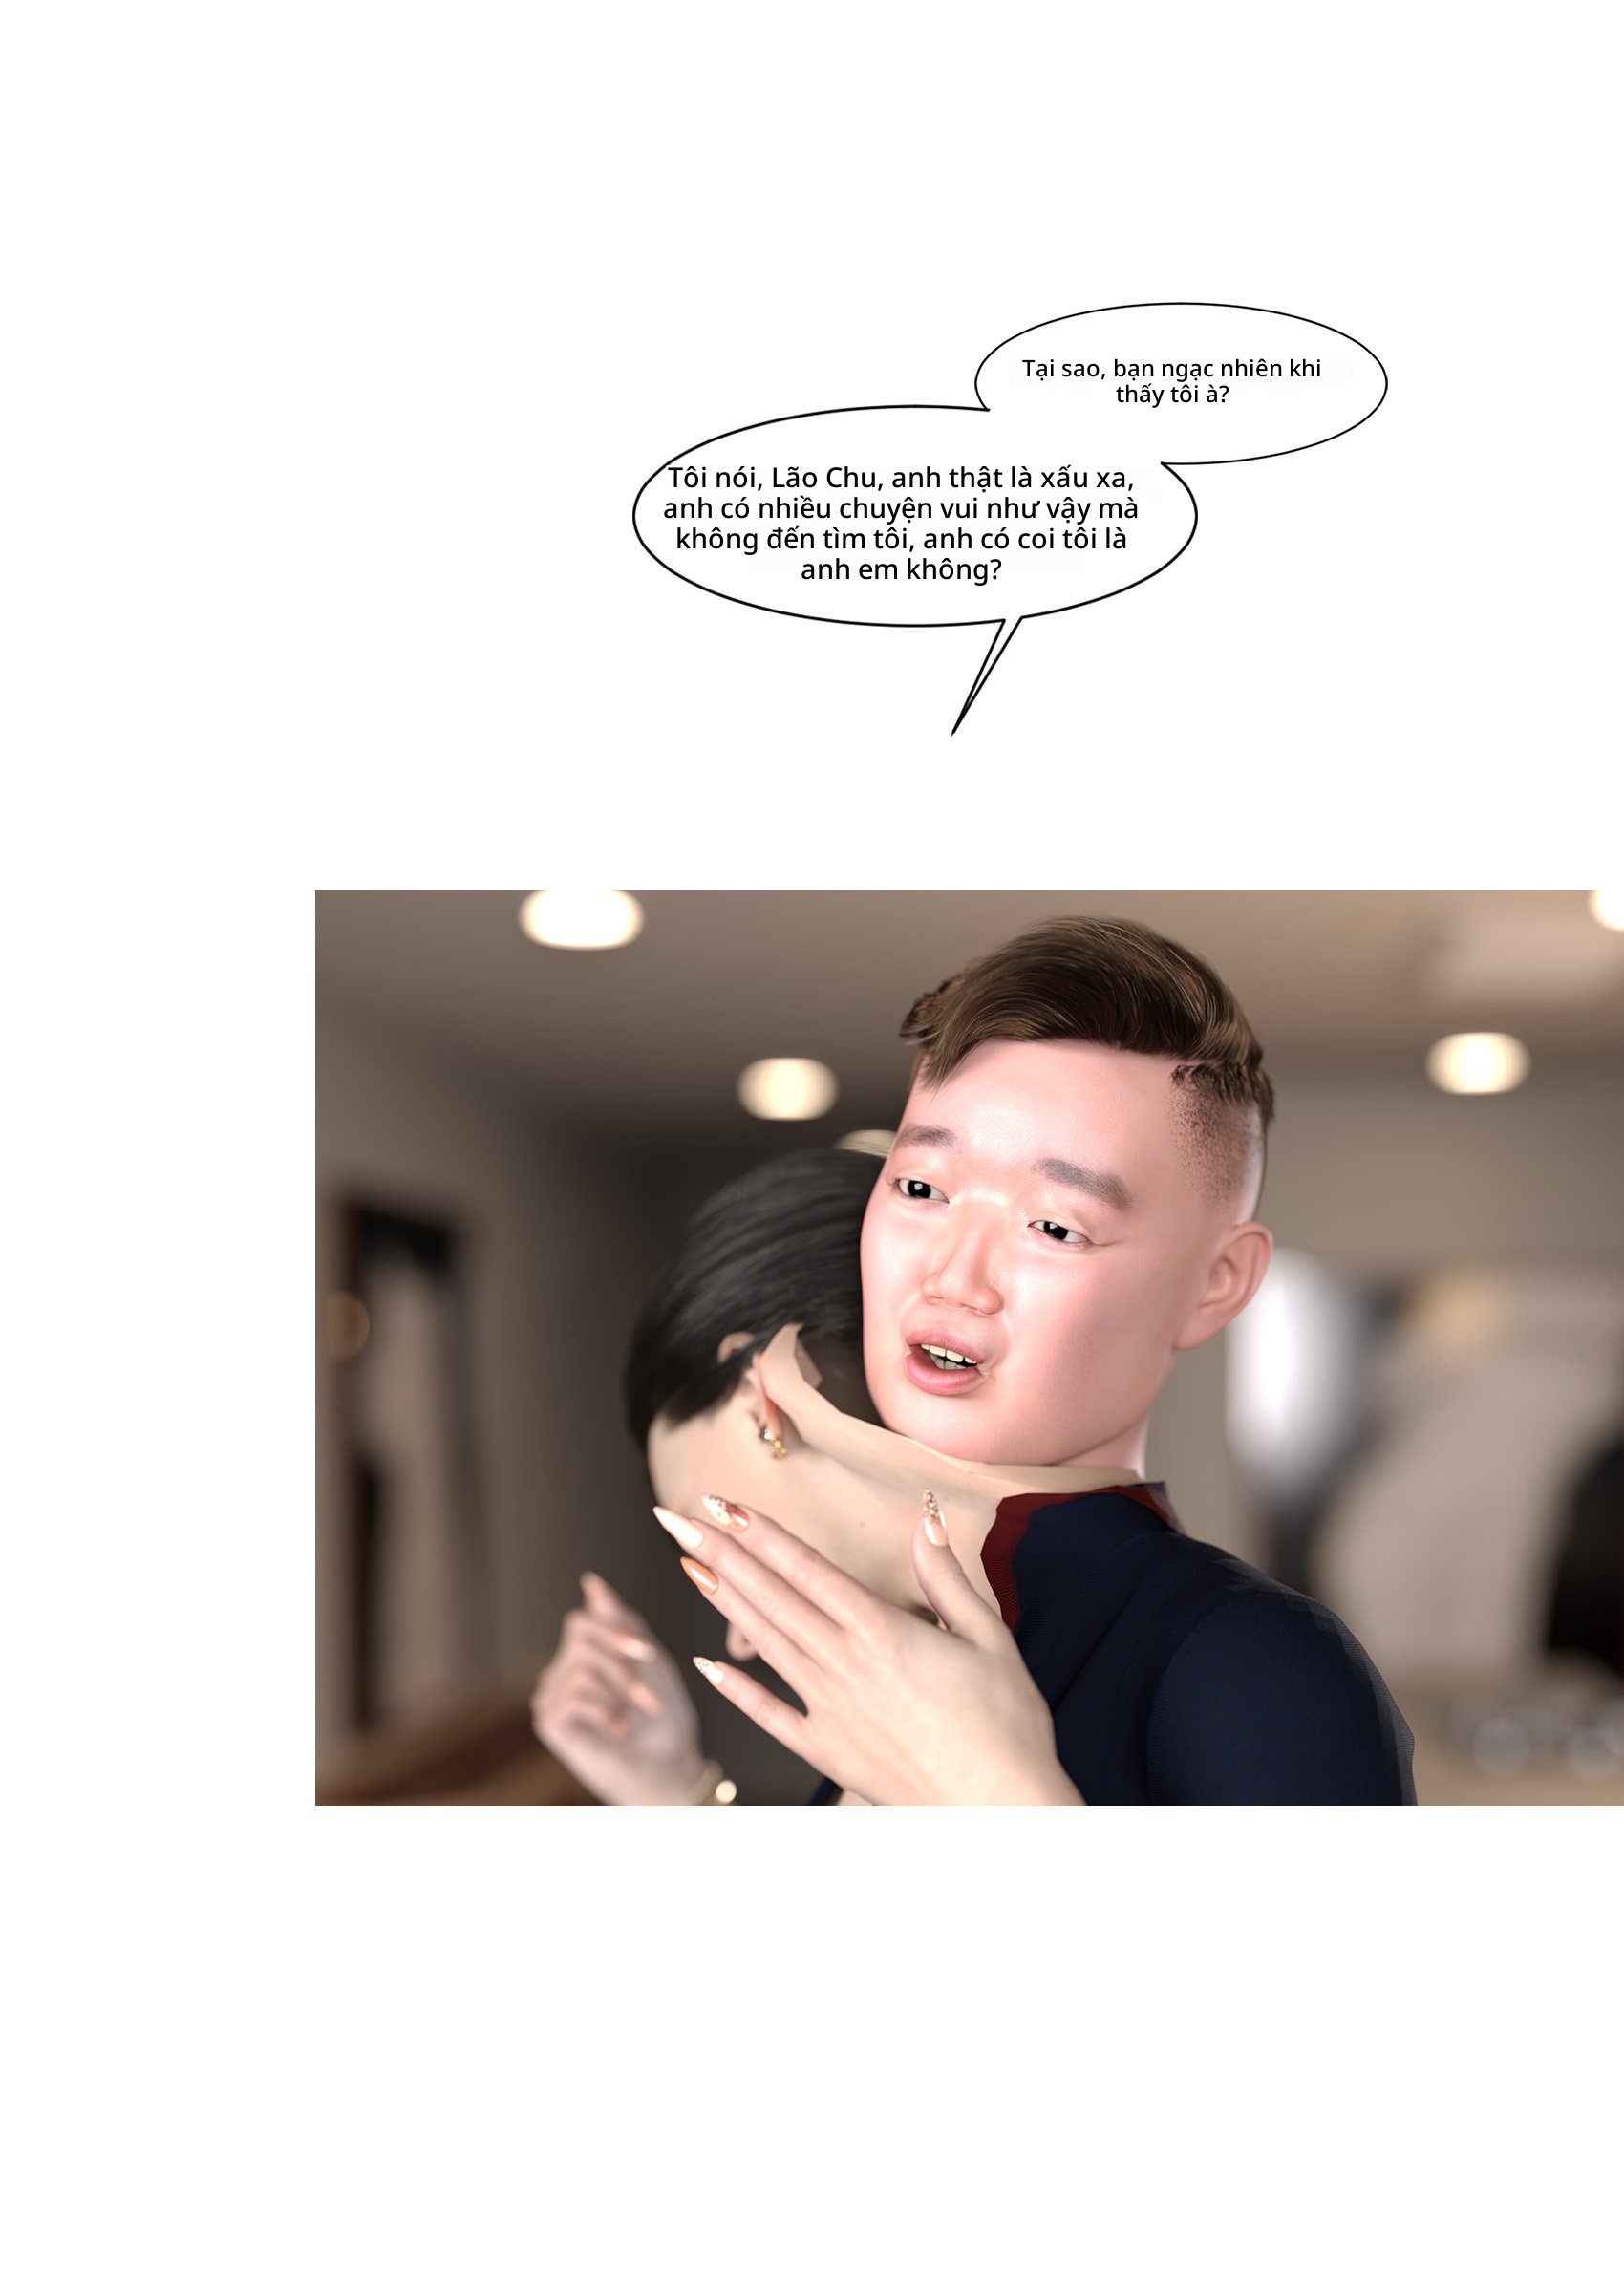 Tại sao, bạn ngạc nhiên khi
thấy tôi à?
Tôi nói, Lão Chu, anh thật là xấu xa,
anh có nhiều chuyện vui như vậy mà
không đến tìm tôi, anh có coi tôi là
anh em không?